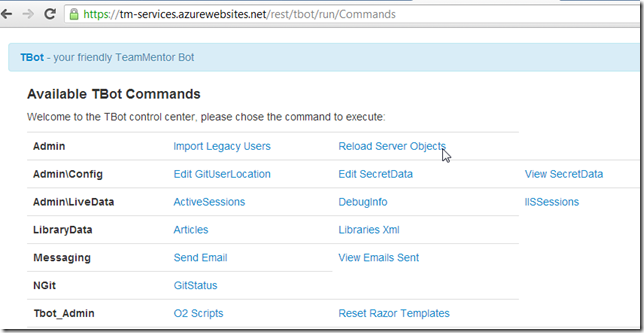 https://tm-services.azurewebsites.net/rest/tbot/run/Commands
TBot - your friendly TeamMentor Bot
Available TBot Commands
Welcome to the TBot control center, please chose the command to execute:
Admin Import Legacy Users Reload Server Objects
Admin\Config Edit GitUserLocation Edit SecretData View SecretData
Admin\LiveData ActiveSessions DebugInfo IISSessions
LibraryData Articles Libraries Xml
Messaging Send Email View Emails Sent
NGit GitStatus
Tbot_Admin O2 Scripts Reset Razor Templates